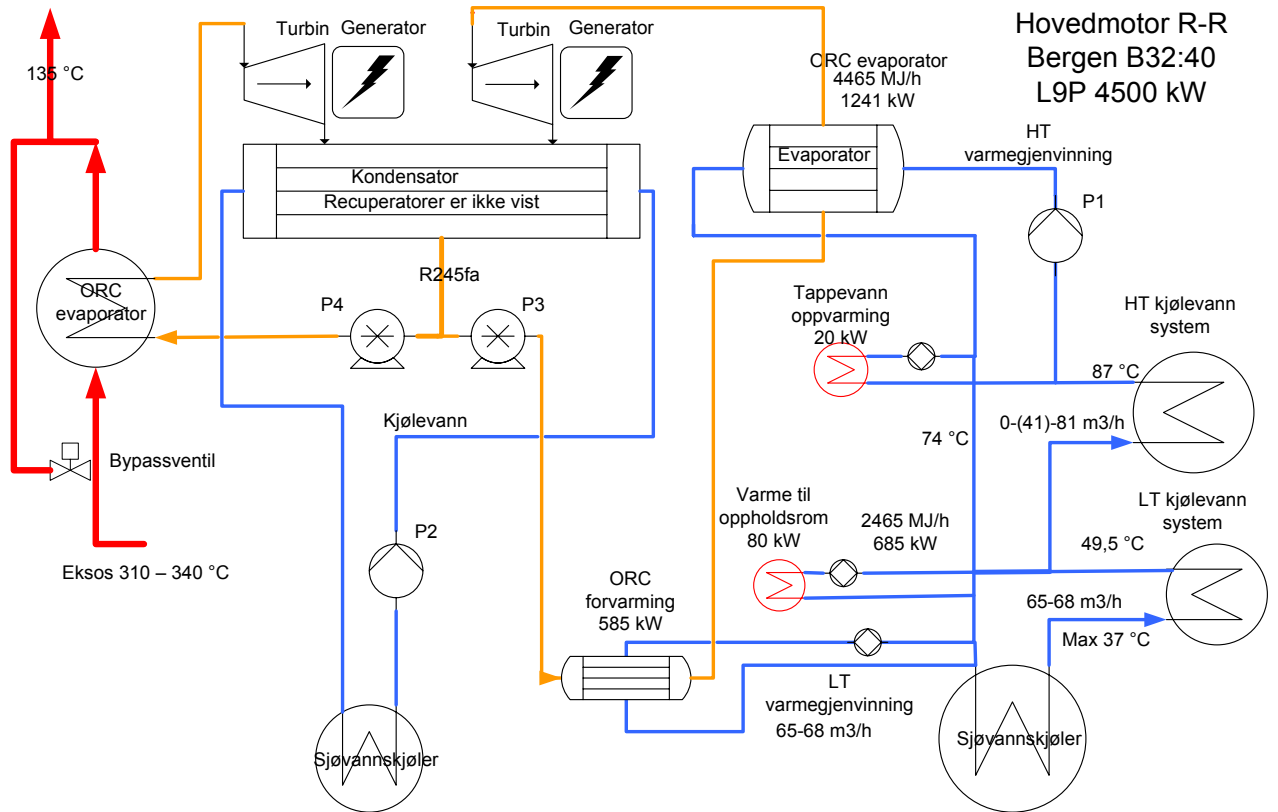 Turbin
Generator
Turbin
Generator
Hovedmotor R-R
Bergen B32:40
L9P 4500 kW
135 °C
ORC evaporator
4465 MJ/h
1241 kW
HT
varmegjenvinning
Evaporator
Kondensator
Recuperatorer er ikke vist
P1
R245fa
ORC
evaporator
P4
P3
Tappevann
oppvarming
20 kW
HT kjølevann
system
87 °C
0-(41)-81 m3/h
74 °C
Kjølevann
Bypassventil
Varme til
oppholdsrom
80 kW
2465 MJ/h
685 kW
LT kjølevann
system
49,5 °C
P2
Eksos 310 – 340 °C
ORC
forvarming
585 kW
65-68 m3/h
Max 37 °C
LT
varmegjenvinning
65-68 m3/h
Sjøvannskjøler
Sjøvannskjøler